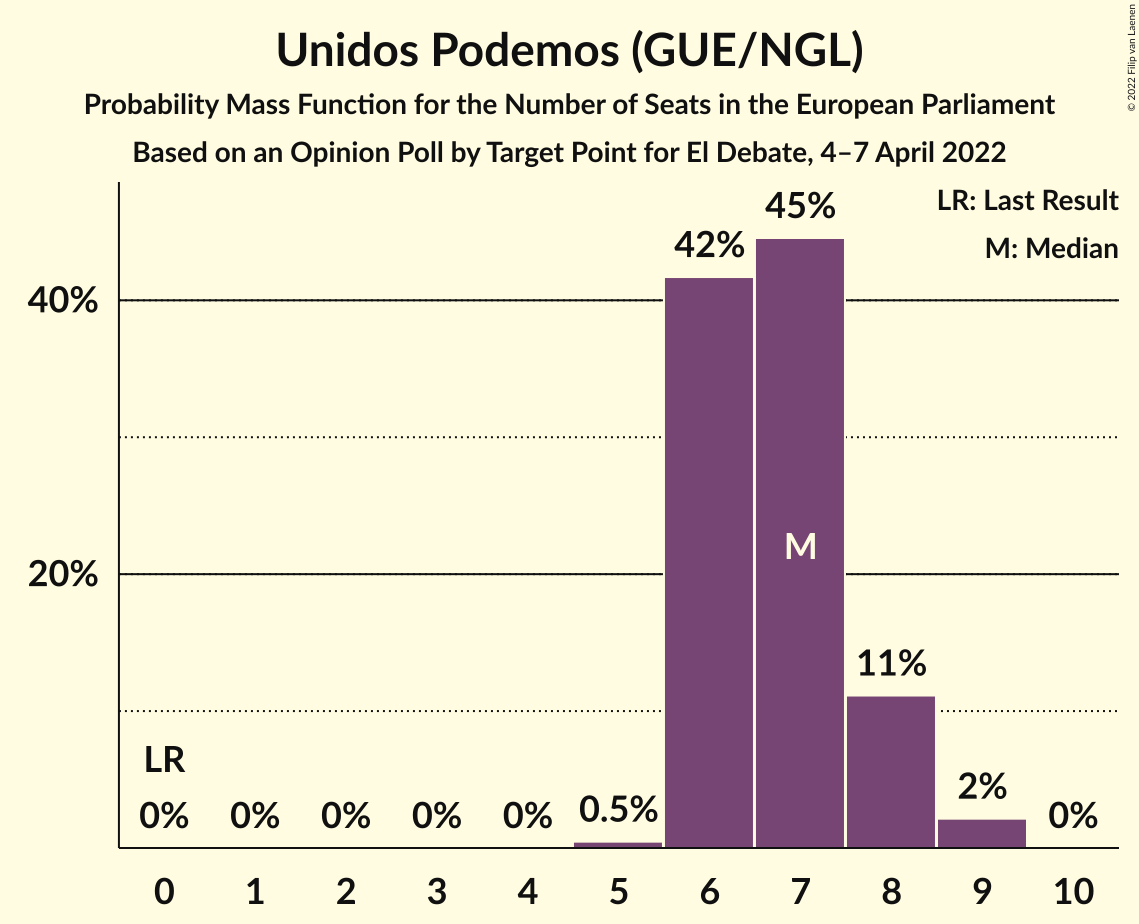 Unidos Podemos (GUE/NGL)
Probability Mass Function for the Number of Seats in the European Parliament
Based on an Opinion Poll by Target Point for El Debate, 4–7 April 2022
© 2022 Filip van Laenen
LR: Last Result
M: Median
45%
42%
40%
M
20%
11%
LR
2%
0% 0% 0% 0% 0% 0.5% 0%
0 1 2 3 4 5 6 7 8 9 10